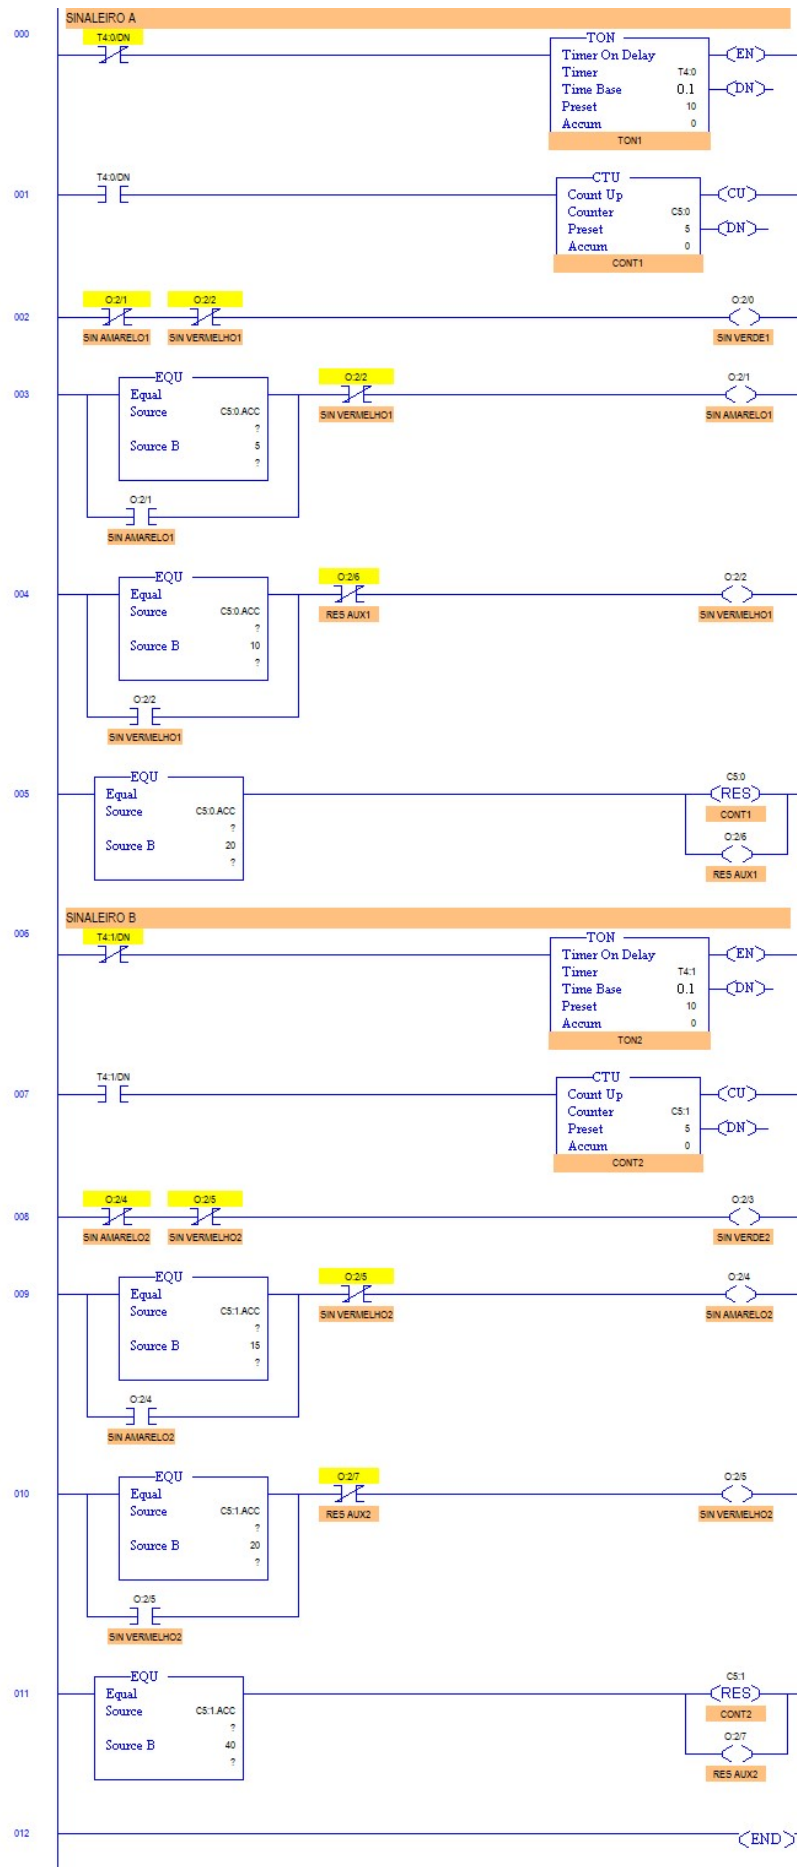 SINALEIRO A
000
T4:0/DN
TON
Timer On Delay
Timer T4:0
Time Base 0.1
Preset 10
Accum 0
(EN)
(DN)
TON1
001
T4:0/DN
CTU
Count Up
Counter C5:0
Preset 5
Accum 0
(CU)
(DN)
CONT1
002
O:2/1 O:2/2 O:2/0
SIN AMARELO1 SIN VERMELHO1 SIN VERDE1
003
EQU
Equal
Source C5:0.ACC
?
Source B 5
?
O:2/2
SIN VERMELHO1
O:2/1
SIN AMARELO1
O:2/1
SIN AMARELO1
004
EQU
Equal
Source C5:0.ACC
?
Source B 10
?
O:2/6
RES AUX1
O:2/2
SIN VERMELHO1
O:2/2
SIN VERMELHO1
005
EQU
Equal
Source C5:0.ACC
?
Source B 20
?
C5:0
(RES)
CONT1
O:2/6
RES AUX1
SINALEIRO B
006
T4:1/DN
TON
Timer On Delay
Timer T4:1
Time Base 0.1
Preset 10
Accum 0
(EN)
(DN)
TON2
007
T4:1/DN
CTU
Count Up
Counter C5:1
Preset 5
Accum 0
(CU)
(DN)
CONT2
008
O:2/4 O:2/5 O:2/3
SIN AMARELO2 SIN VERMELHO2 SIN VERDE2
009
EQU
Equal
Source C5:1.ACC
?
Source B 15
?
O:2/5
SIN VERMELHO2
O:2/4
SIN AMARELO2
O:2/4
SIN AMARELO2
010
EQU
Equal
Source C5:1.ACC
?
Source B 20
?
O:2/7
RES AUX2
O:2/5
SIN VERMELHO2
O:2/5
SIN VERMELHO2
011
EQU
Equal
Source C5:1.ACC
?
Source B 40
?
C5:1
(RES)
CONT2
O:2/7
RES AUX2
012
(END)